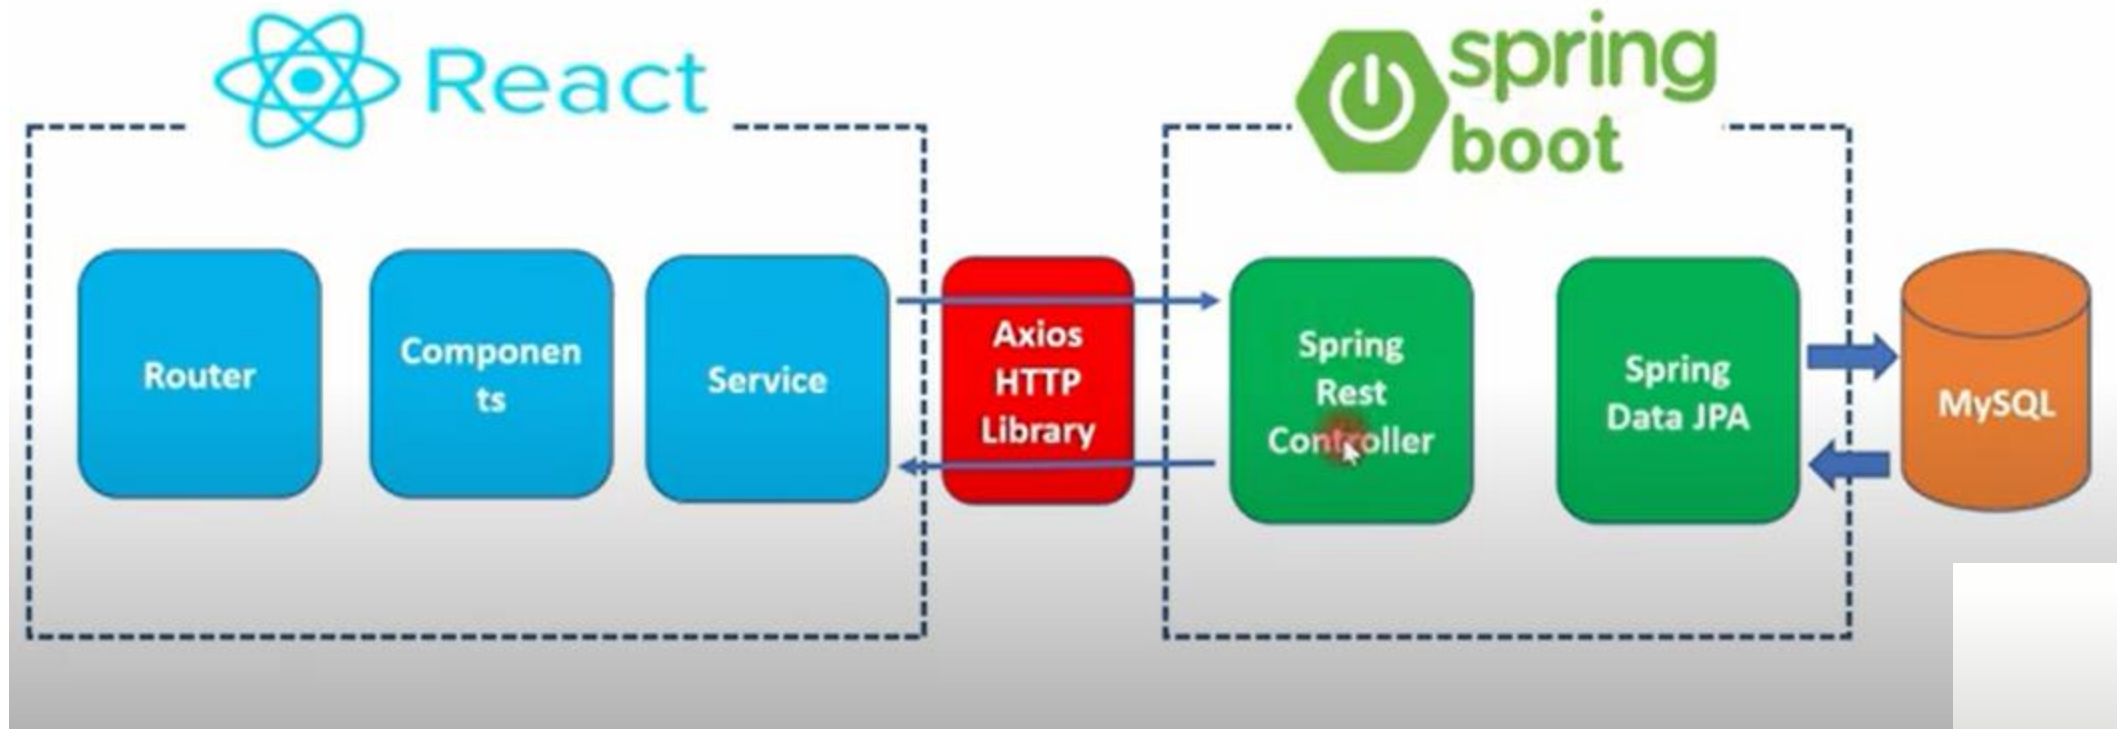 React
spring
boot
Router
Componen
ts
Service
Axios
HTTP
Library
Spring
Rest
Controller
Spring
Data JPA
MySQL